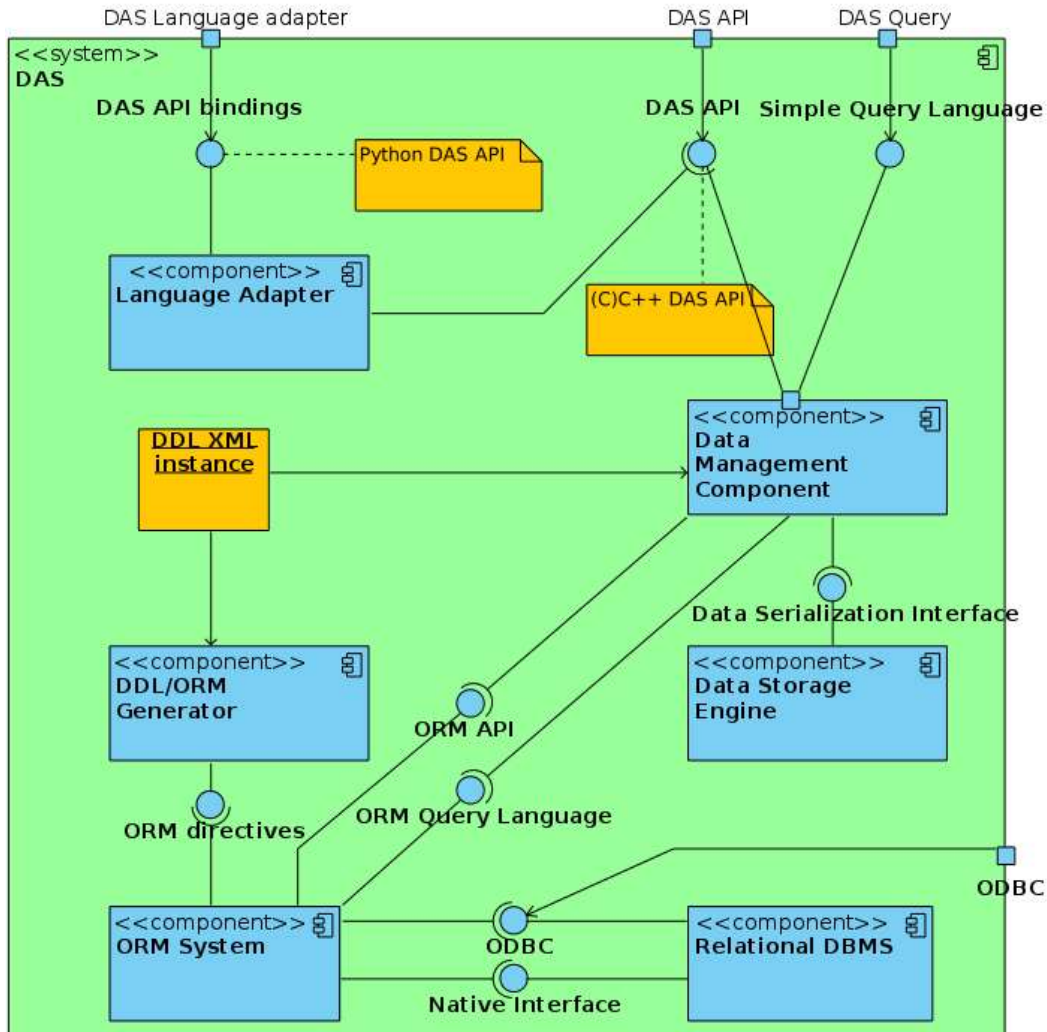 DAS Language adapter
DAS API
DAS Query
<<system>>
DAS
DAS API bindings
DAS API
Simple Query Language
Python DAS API
<<component>>
Language Adapter
(C)C++ DAS API
<<component>>
Data
Management
Component
DDL XML
instance
Data Serialization Interface
<<component>>
DDL/ORM
Generator
<<component>>
Data Storage
Engine
ORM API
ORM Query Language
ORM directives
ODBC
<<component>>
ORM System
ODBC
<<component>>
Relational DBMS
Native Interface